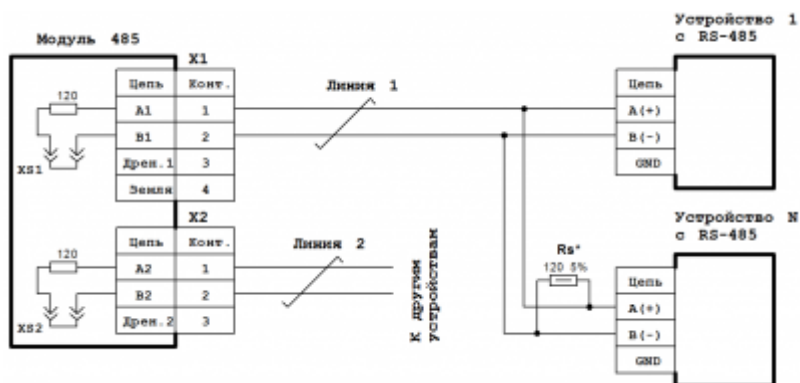 Модуль 485
X1
Цепь Конт.
A1 1
B1 2
Дрен.1 3
Земля 4
120
XS1
X2
Цепь Конт.
A2 1
B2 2
Дрен.2 3
120
XS2
Линия 1
Линия 2
К другим
устройствам
Устройство 1
с RS-485
Цепь
A(+)
B(-)
GND
Устройство N
с RS-485
Rs*
120 5%
Цепь
A(+)
B(-)
GND